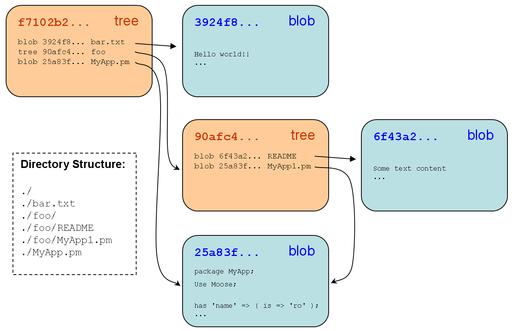 f7102b2... tree
blob 3924f8... bar.txt
tree 90afc4... foo
blob 25a83f... MyApp.pm
3924f8... blob
Hello world!!
...
90afc4... tree
blob 6f43a2... README
blob 25a83f... MyApp1.pm
6f43a2... blob
Some text content
...
Directory Structure:
./
./bar.txt
./foo/
./foo/README
./foo/MyApp1.pm
./MyApp.pm
25a83f... blob
package MyApp;
Use Moose;
has 'name' => ( is => 'ro' );
...